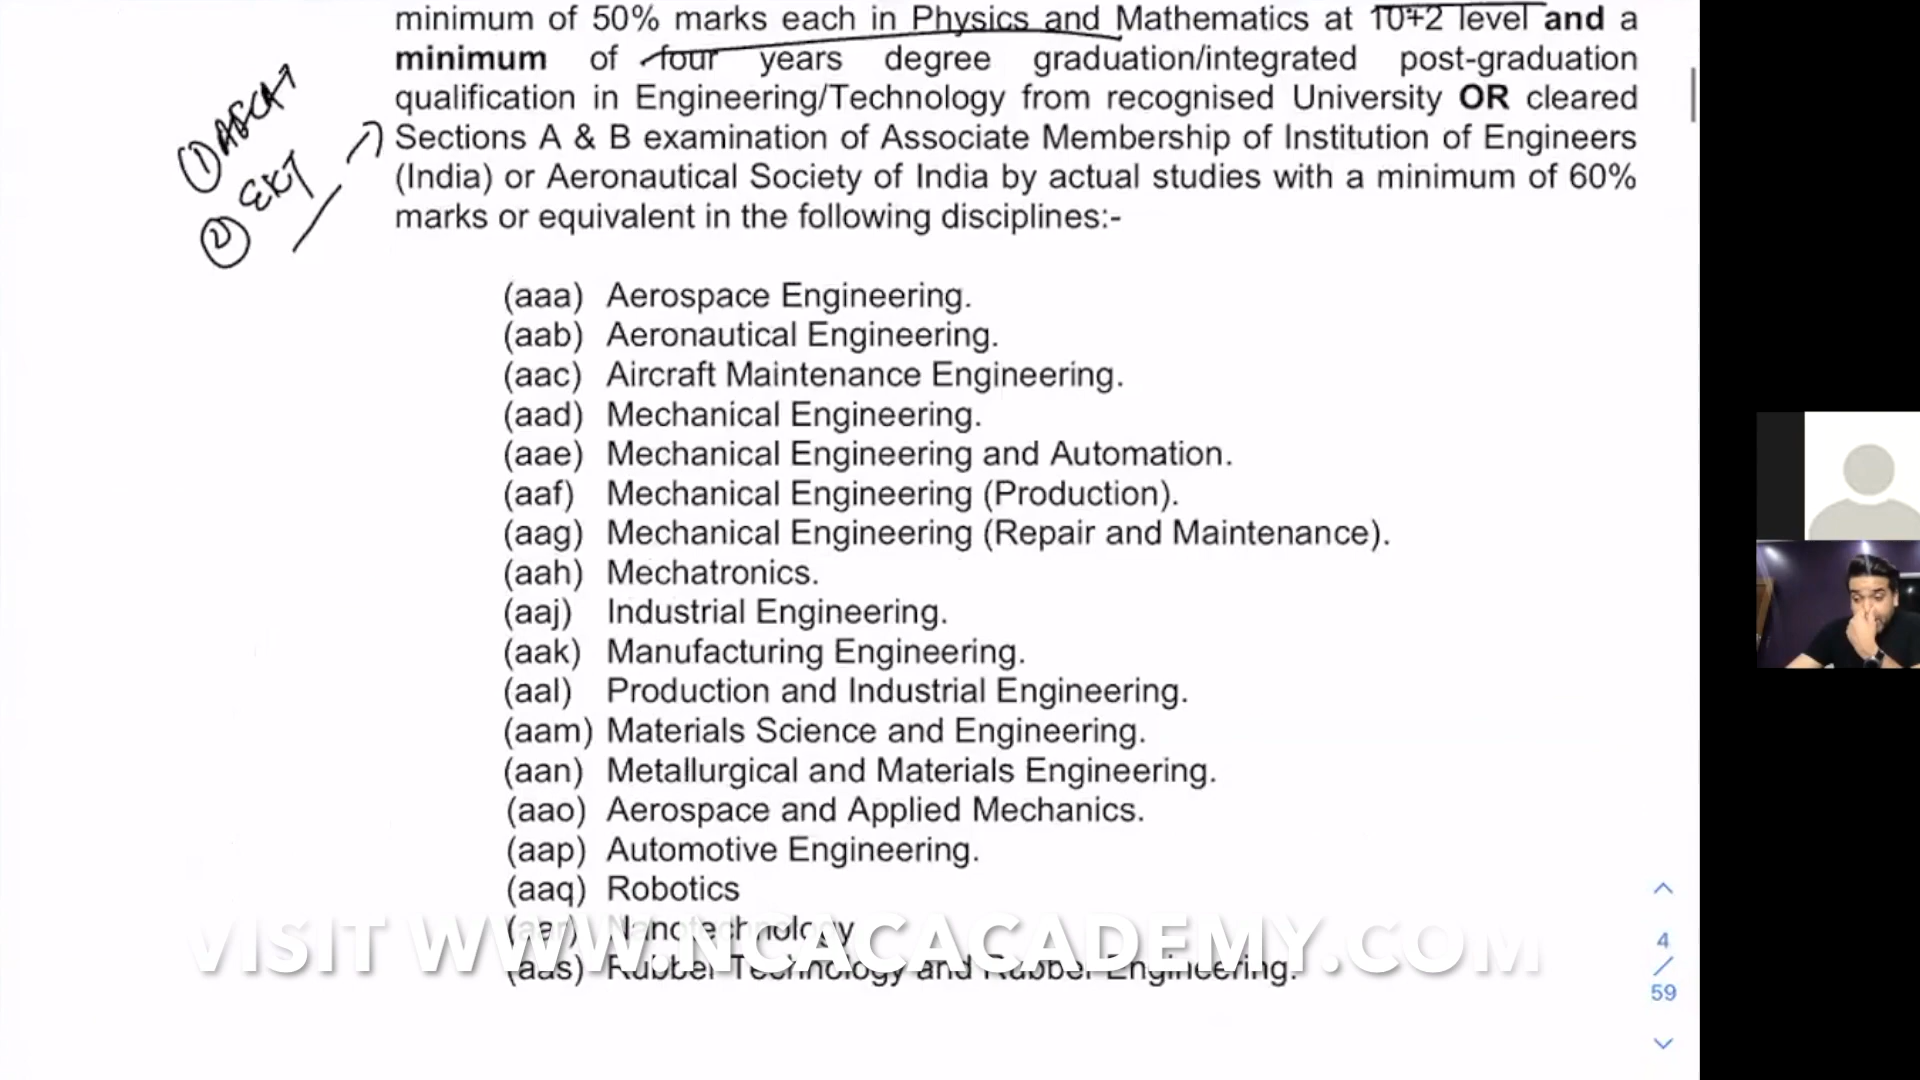 minimum of 50% marks each in Physics and Mathematics at 10+2 level and a
minimum of four years degree graduation/integrated post-graduation
qualification in Engineering/Technology from recognised University OR cleared
Sections A & B examination of Associate Membership of Institution of Engineers
(India) or Aeronautical Society of India by actual studies with a minimum of 60%
marks or equivalent in the following disciplines:-
1 AFCAT
2 EKT
(aaa) Aerospace Engineering.
(aab) Aeronautical Engineering.
(aac) Aircraft Maintenance Engineering.
(aad) Mechanical Engineering.
(aae) Mechanical Engineering and Automation.
(aaf) Mechanical Engineering (Production).
(aag) Mechanical Engineering (Repair and Maintenance).
(aah) Mechatronics.
(aaj) Industrial Engineering.
(aak) Manufacturing Engineering.
(aal) Production and Industrial Engineering.
(aam) Materials Science and Engineering.
(aan) Metallurgical and Materials Engineering.
(aao) Aerospace and Applied Mechanics.
(aap) Automotive Engineering.
(aaq) Robotics
(aar) Nanotechnology
(aas) Rubber Technology and Rubber Engineering.
VISIT WWW.NCACACADEMY.COM
4
/
59